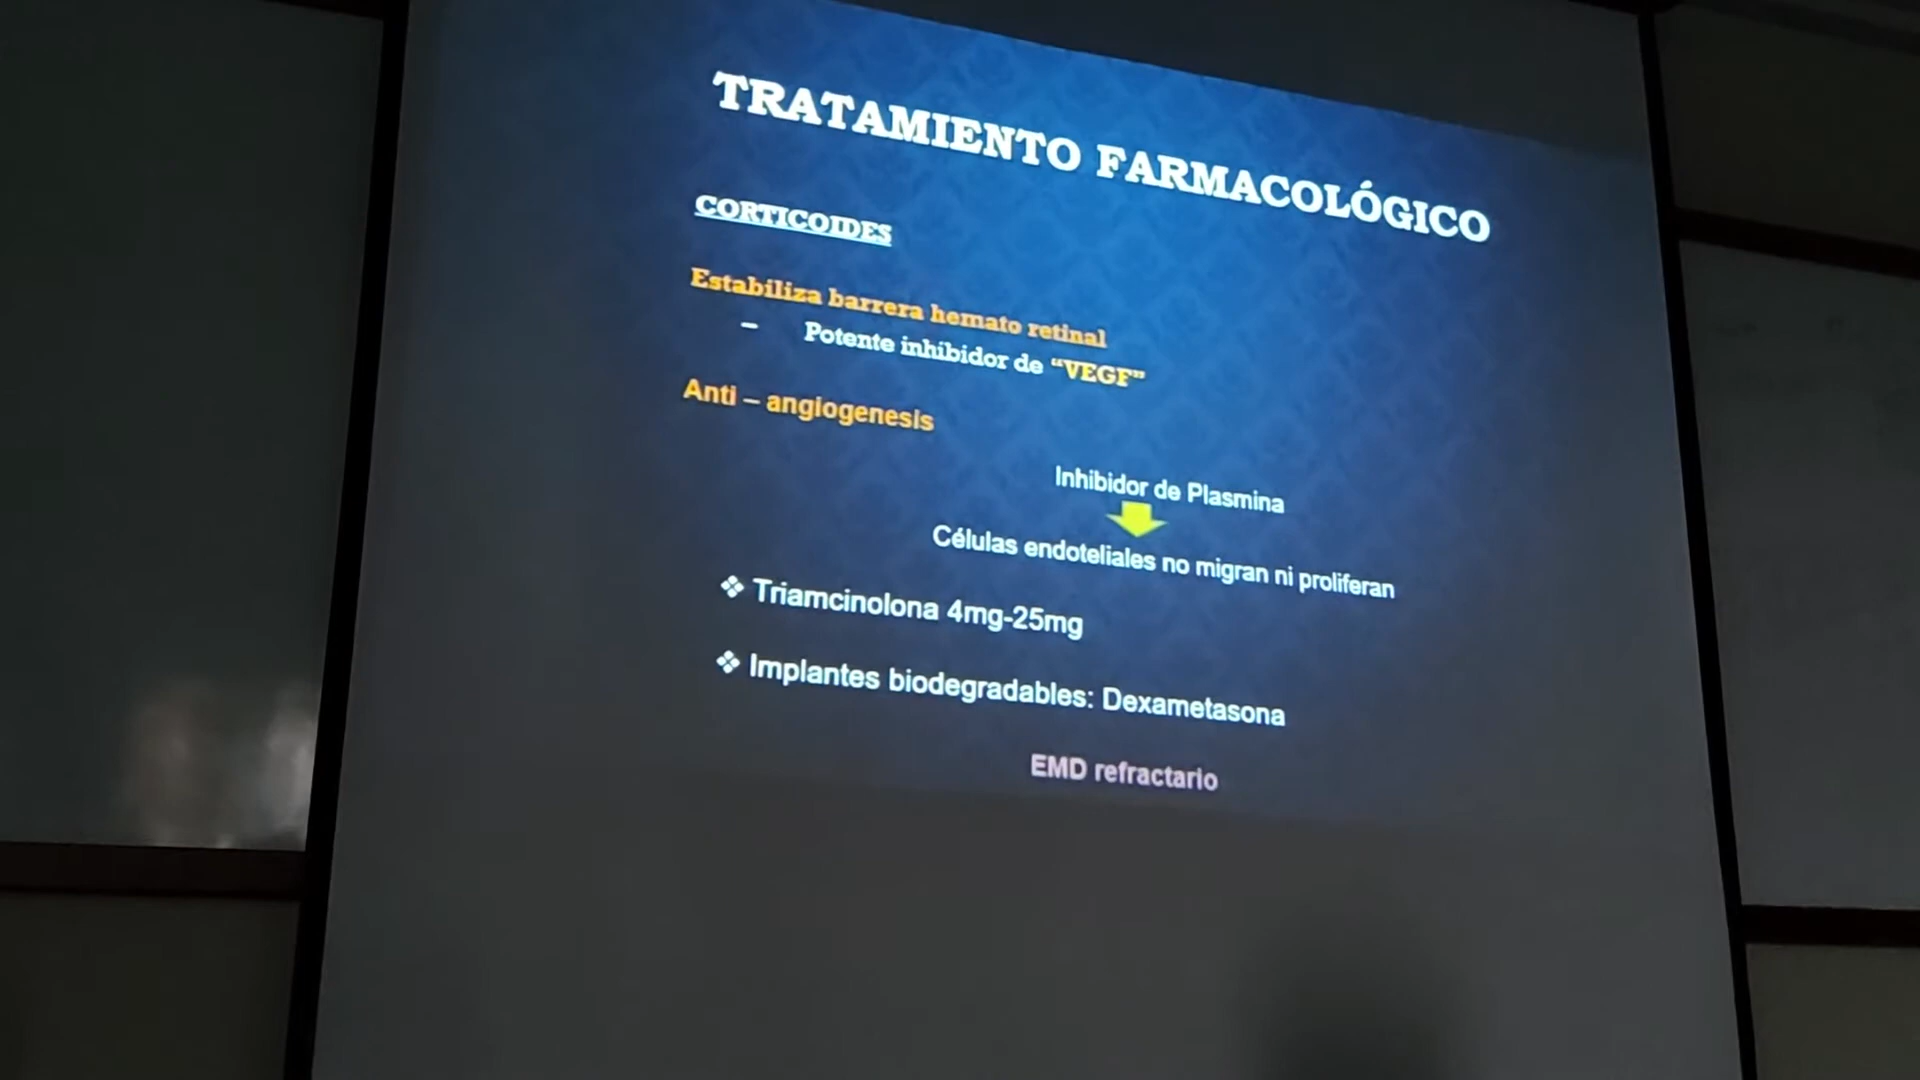 TRATAMIENTO FARMACOLÓGICO
CORTICOIDES
Estabiliza barrera hemato retinal
– Potente inhibidor de “VEGF”
Anti – angiogenesis
Inhibidor de Plasmina
Células endoteliales no migran ni proliferan
❖ Triamcinolona 4mg-25mg
❖ Implantes biodegradables: Dexametasona
EMD refractario